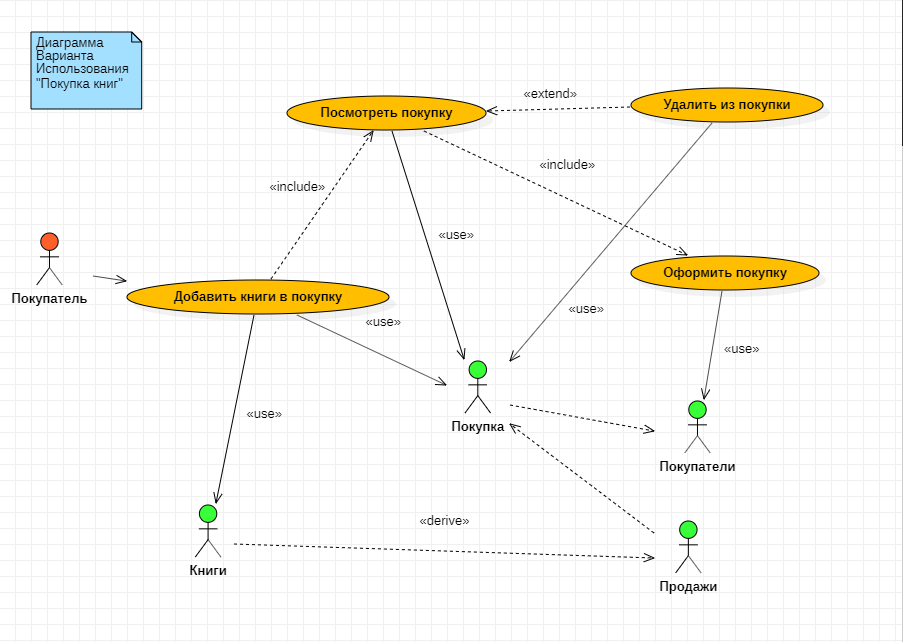 Диаграмма
Варианта
Использования
"Покупка книг"
«extend»
Посмотреть покупку
Удалить из покупки
«include»
«include»
«use»
Покупатель
Оформить покупку
Добавить книги в покупку
«use»
«use»
«use»
«use»
Покупка
Покупатели
«derive»
Книги
Продажи